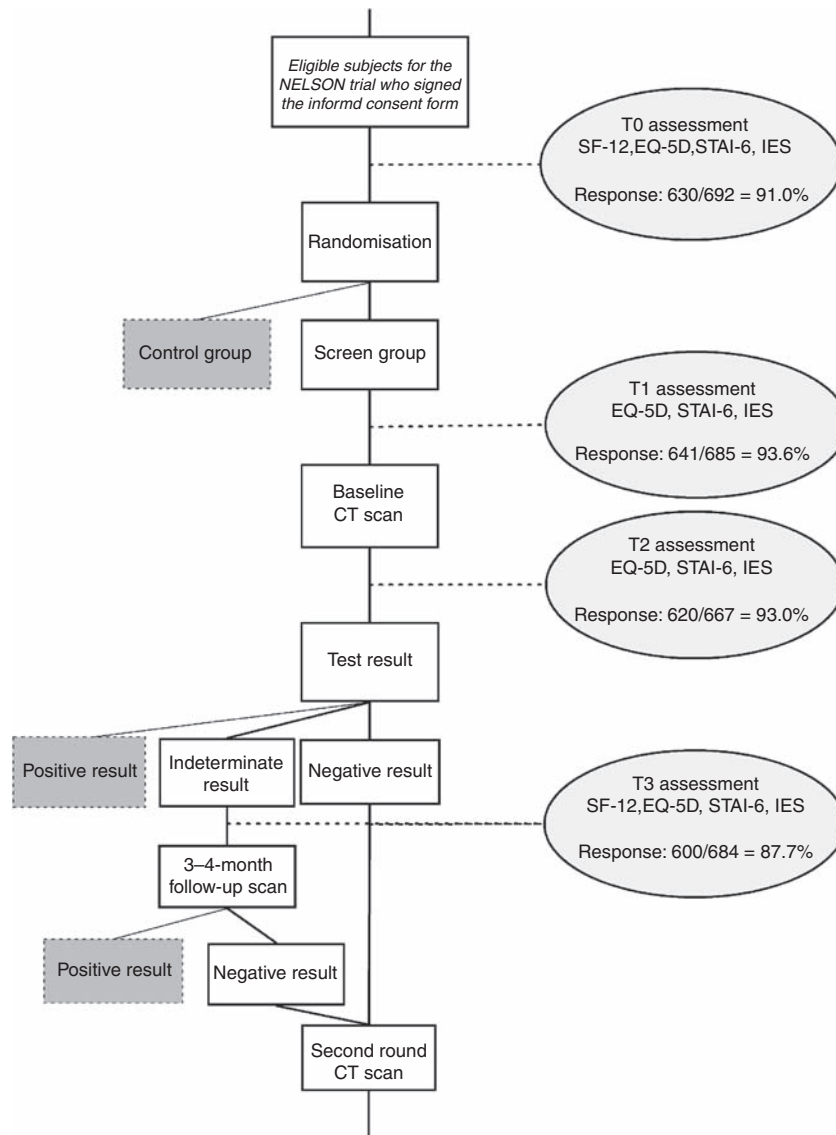 Eligible subjects for the
NELSON trial who signed
the informd consent form
T0 assessment
SF-12,EQ-5D,STAI-6, IES
Response: 630/692 = 91.0%
Randomisation
Control group
Screen group
T1 assessment
EQ-5D, STAI-6, IES
Response: 641/685 = 93.6%
Baseline
CT scan
T2 assessment
EQ-5D, STAI-6, IES
Response: 620/667 = 93.0%
Test result
Positive result
Indeterminate
result
Negative result
T3 assessment
SF-12,EQ-5D, STAI-6, IES
Response: 600/684 = 87.7%
3–4-month
follow-up scan
Positive result
Negative result
Second round
CT scan